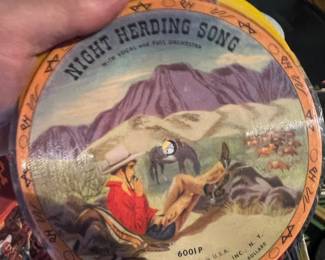 NIGHT HERDING SONG
WITH VOCAL and FULL ORCHESTRA
6001P
U.S.A.
INC., N. Y.